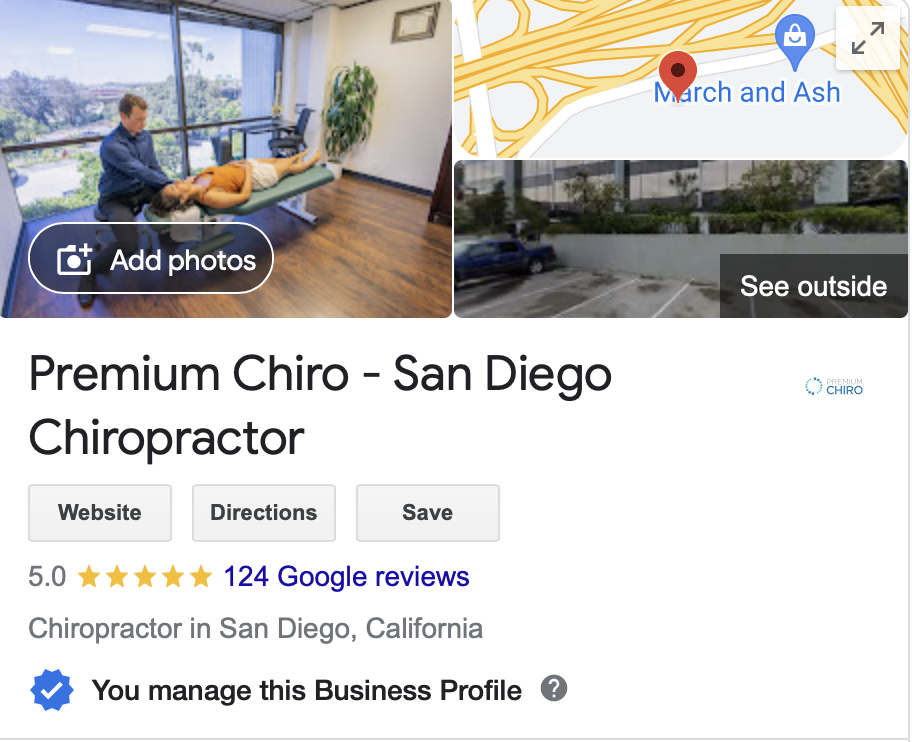 March and Ash
Add photos
See outside
Premium Chiro - San Diego
Chiropractor
PREMIUM
CHIRO
Website
Directions
Save
5.0
124 Google reviews
Chiropractor in San Diego, California
You manage this Business Profile
?